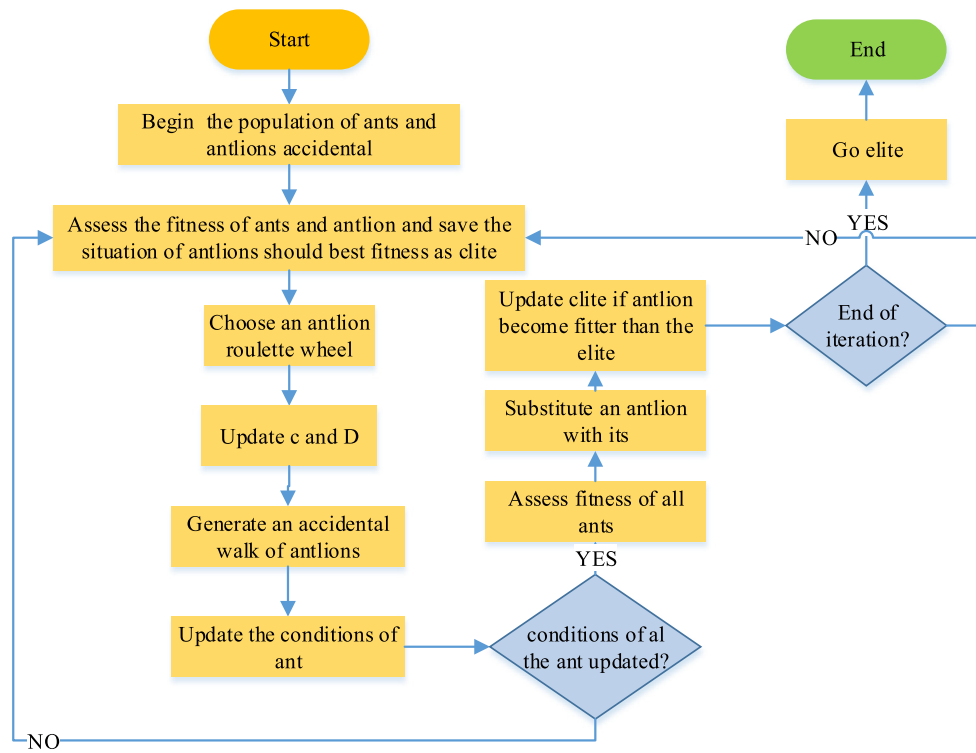 Start
Begin the population of ants and
antlions accidental
Assess the fitness of ants and antlion and save the
situation of antlions should best fitness as clite
Choose an antlion
roulette wheel
Update c and D
Generate an accidental
walk of antlions
Update the conditions of
ant
conditions of al
the ant updated?
NO
YES
Assess fitness of all
ants
Substitute an antlion
with its
Update clite if antlion
become fitter than the
elite
End of
iteration?
NO
YES
Go elite
End